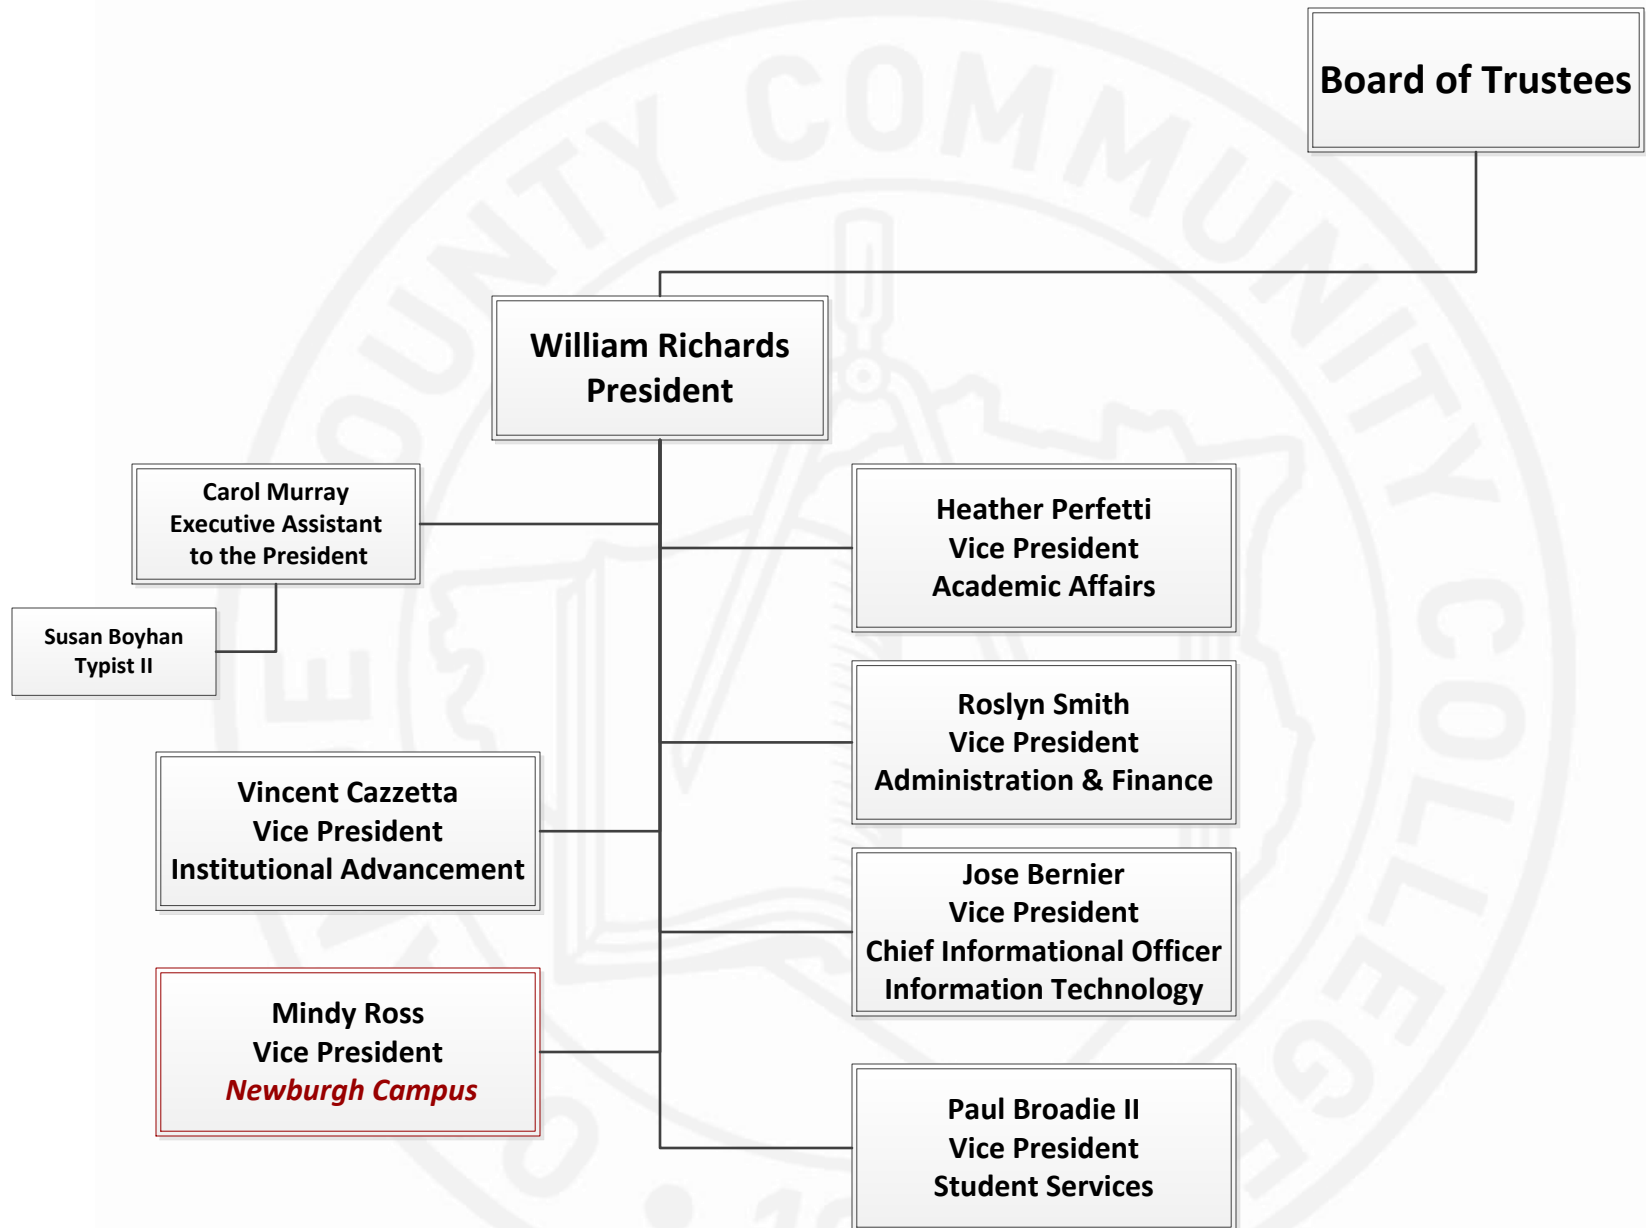 Board of Trustees
William Richards
President
Carol Murray
Executive Assistant
to the President
Heather Perfetti
Vice President
Academic Affairs
Susan Boyhan
Typist II
Roslyn Smith
Vice President
Administration & Finance
Vincent Cazzetta
Vice President
Institutional Advancement
Jose Bernier
Vice President
Chief Informational Officer
Information Technology
Mindy Ross
Vice President
Newburgh Campus
Paul Broadie II
Vice President
Student Services
COUNTY COMMUNITY COLLEGE